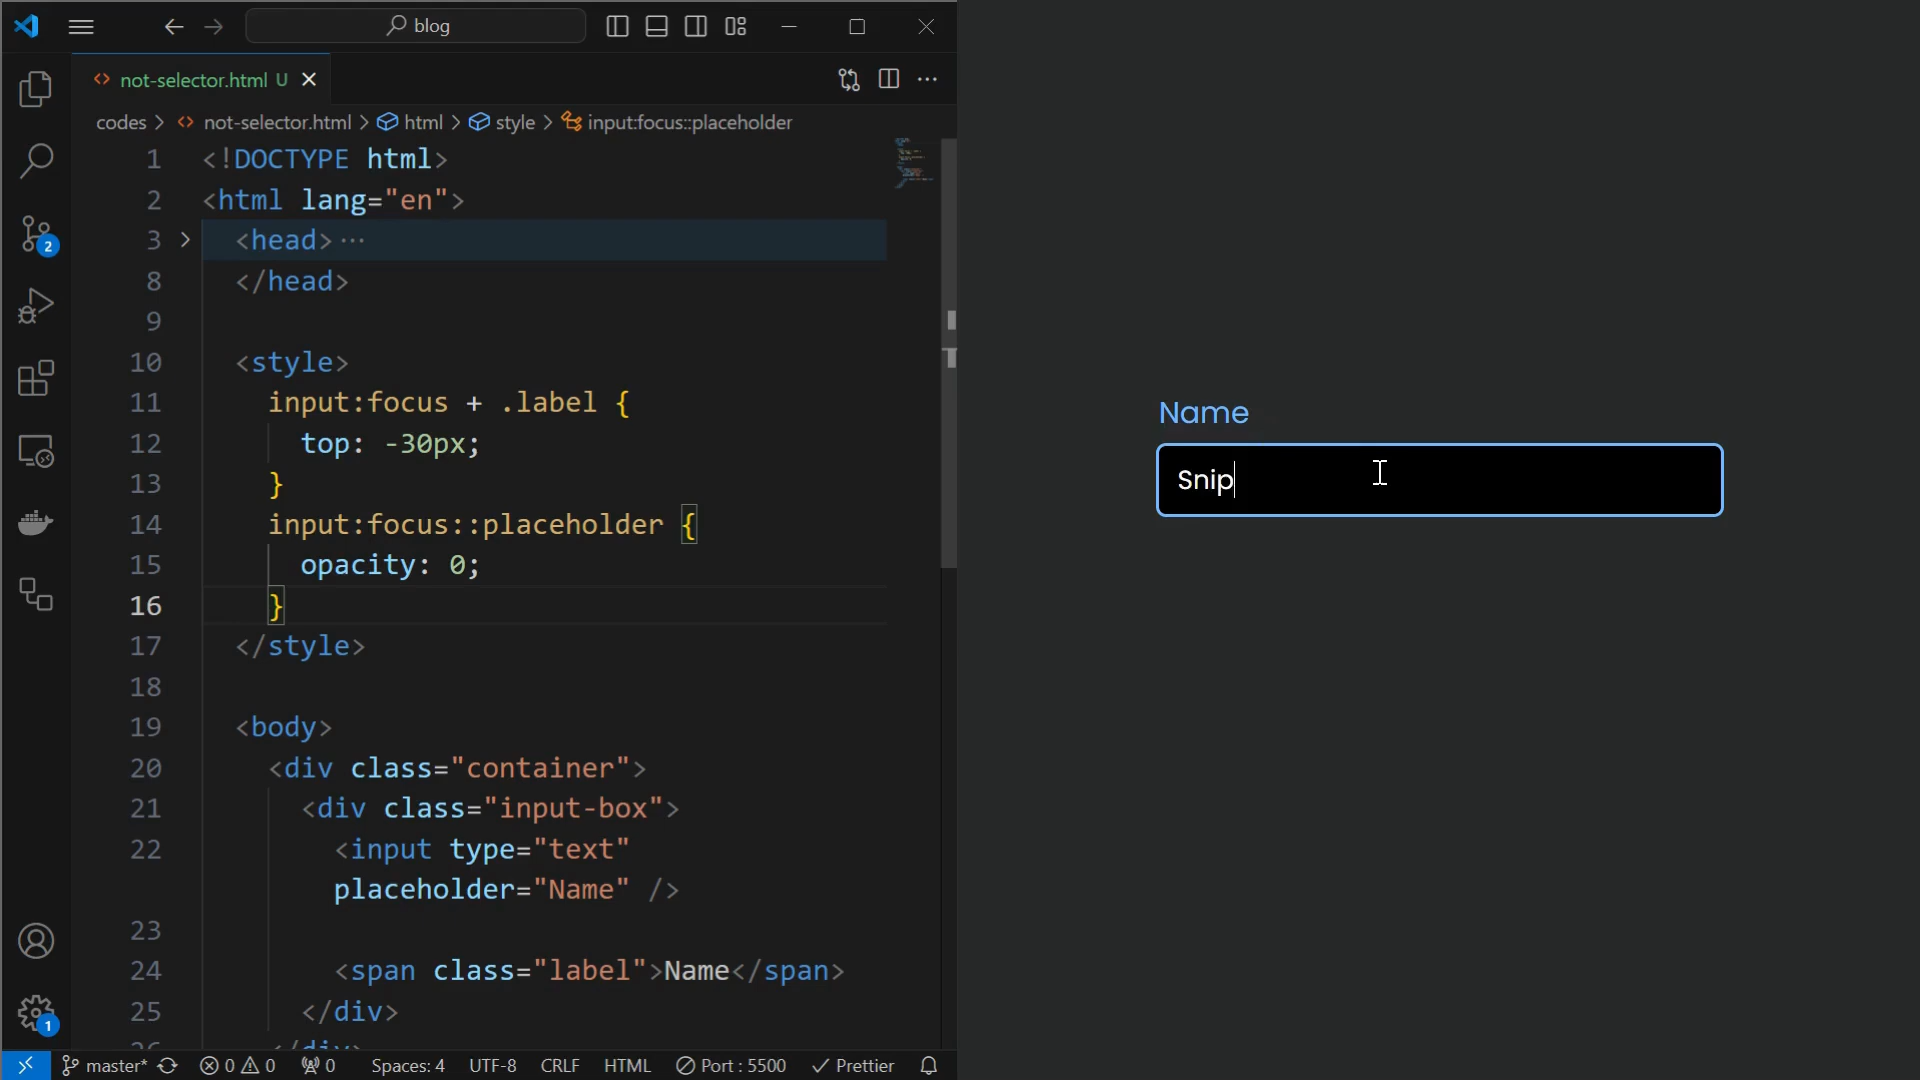 blog
not-selector.html U
codes > not-selector.html > html > style > input:focus::placeholder
1 <!DOCTYPE html>
2 <html lang="en">
3 <head>···
8 </head>
9
10 <style>
11 input:focus + .label {
12 top: -30px;
13 }
14 input:focus::placeholder {
15 opacity: 0;
16 }
17 </style>
18
19 <body>
20 <div class="container">
21 <div class="input-box">
22 <input type="text"
placeholder="Name" />
23
24 <span class="label">Name</span>
25 </div>
26 </div>
2
1
master* 0 0 0 Spaces: 4 UTF-8 CRLF HTML Port : 5500 Prettier
Name
Snip